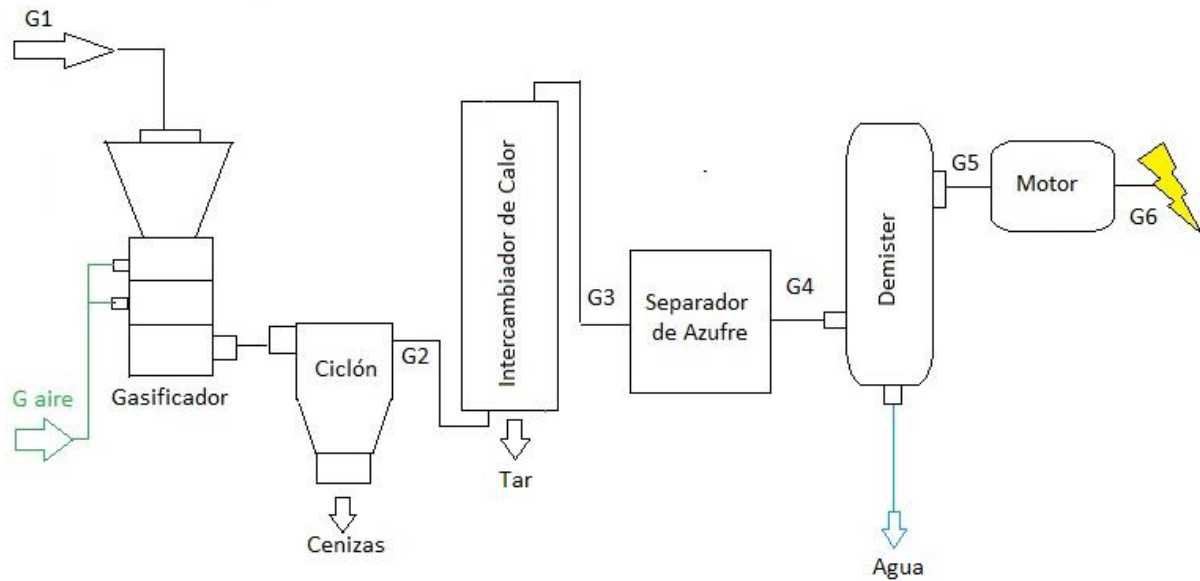 G1
G aire
Gasificador
Ciclón
Cenizas
G2
Intercambiador de Calor
Tar
G3
Separador
de Azufre
G4
Demister
Agua
G5
Motor
G6